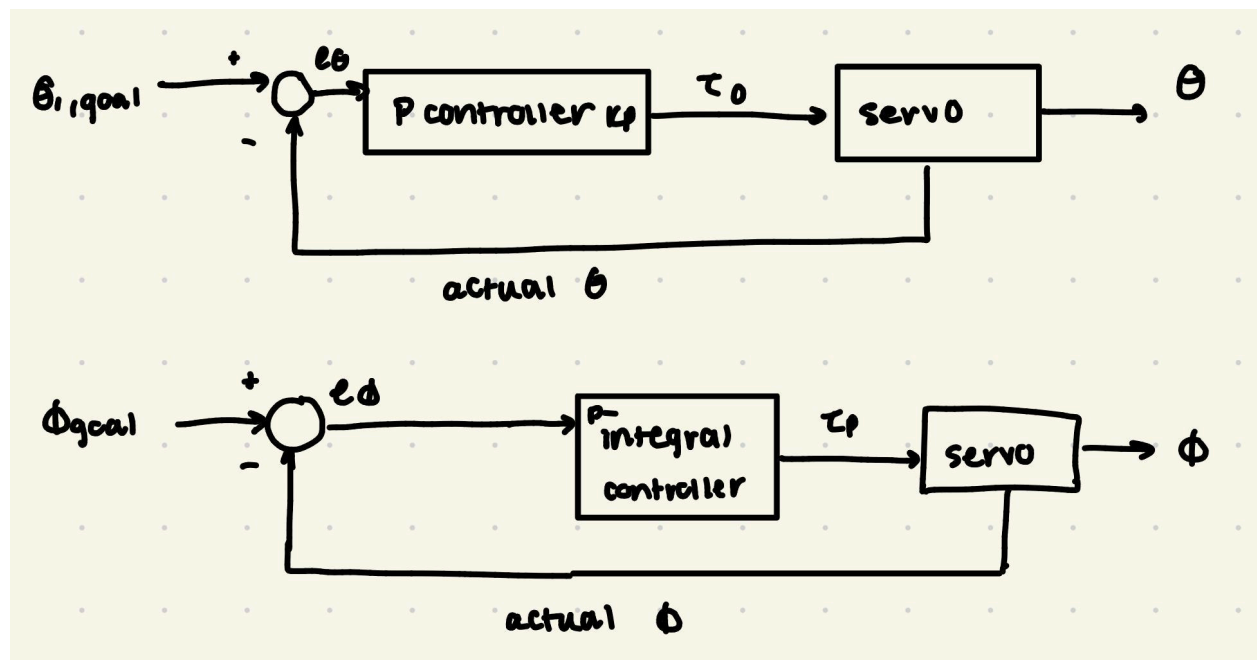 +
eθ
θ1,goal
P controller Kp
τ0
servo
θ
-
actual θ
+
eϕ
ϕgoal
P-
integral
controller
τp
servo
ϕ
-
actual ϕ